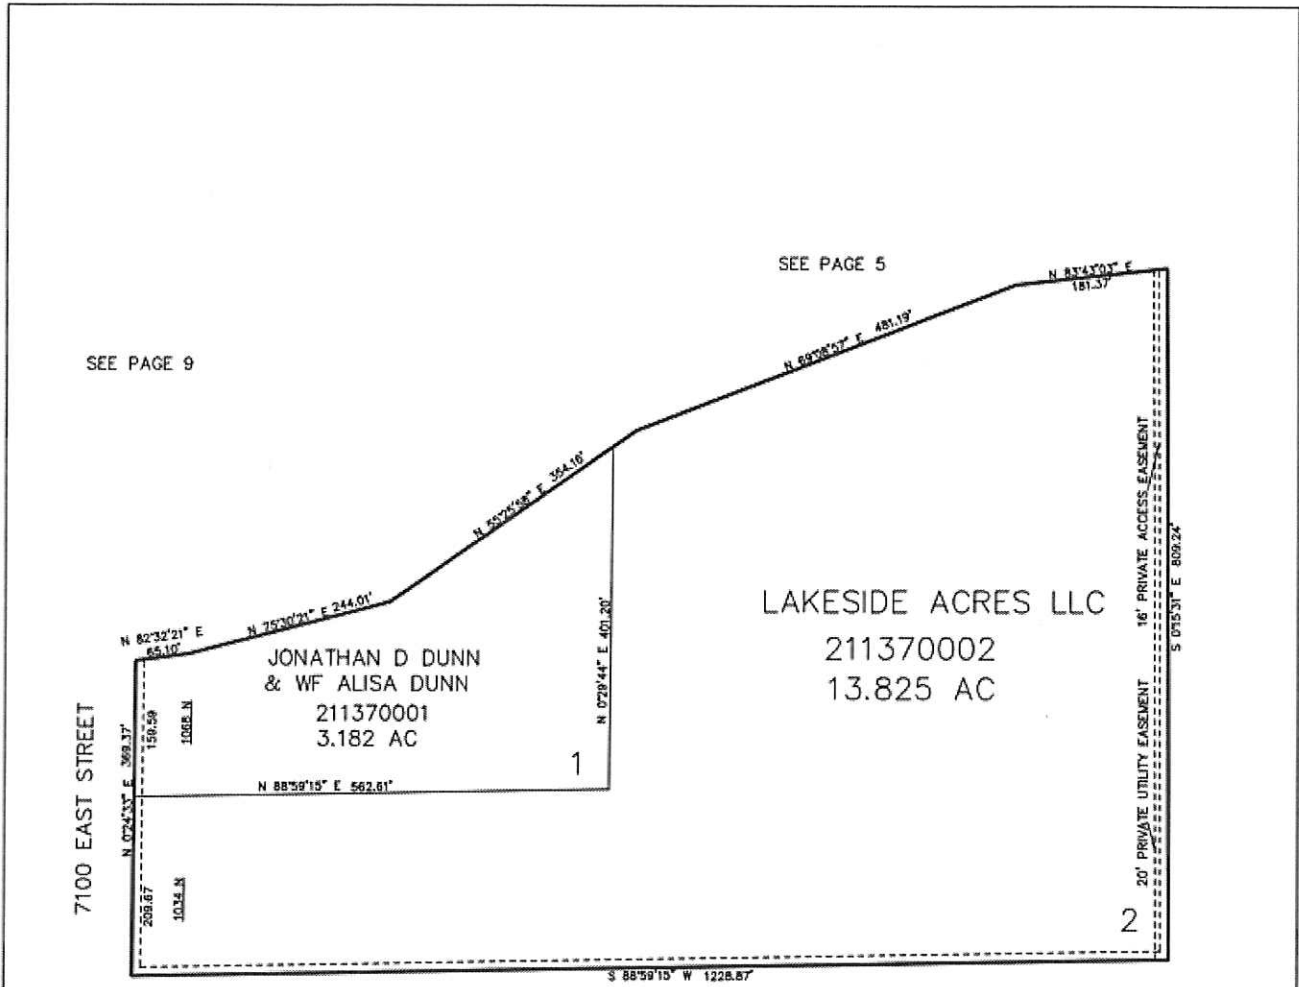 SEE PAGE 5
N 83°43'03" E
181.37'
SEE PAGE 9
N 69°08'57" E 481.19'
N 55°25'58" E 354.16'
16' PRIVATE ACCESS EASEMENT
S 0°15'31" E 809.24'
N 82°32'21" E
65.10'
N 75°30'21" E 244.01'
JONATHAN D DUNN
& WF ALISA DUNN
211370001
3.182 AC
N 0°29'44" E 401.20'
LAKESIDE ACRES LLC
211370002
13.825 AC
7100 EAST STREET
N 0°24'33" E 369.37'
159.59
1068 N
1
N 88°59'15" E 562.61'
20' PRIVATE UTILITY EASEMENT
209.67
1034 N
2
S 88°59'15" W 1228.87'